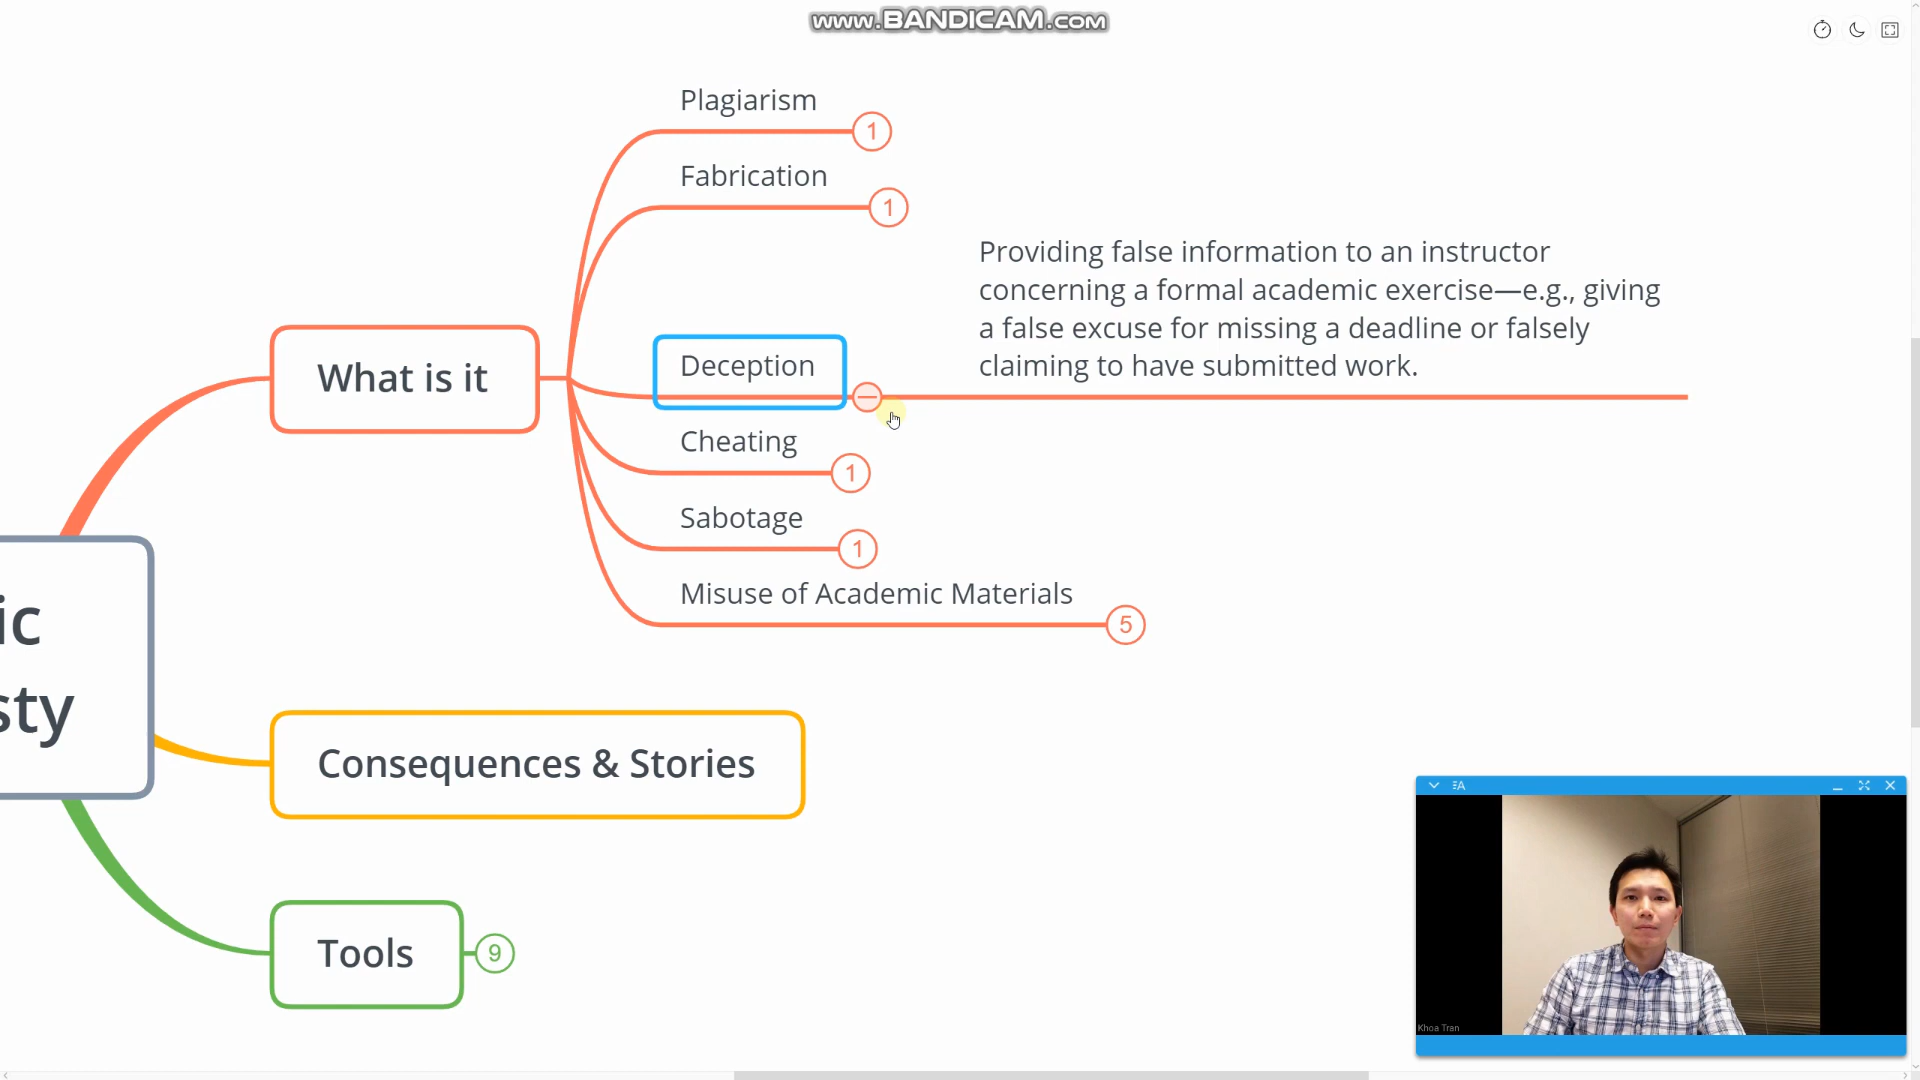 www.BANDICAM.com
Plagiarism
1
Fabrication
1
Providing false information to an instructor
concerning a formal academic exercise—e.g., giving
a false excuse for missing a deadline or falsely
claiming to have submitted work.
What is it
Deception
Cheating
1
Sabotage
1
Misuse of Academic Materials
5
ic
sty
Consequences & Stories
Tools
9
Khoa Tran